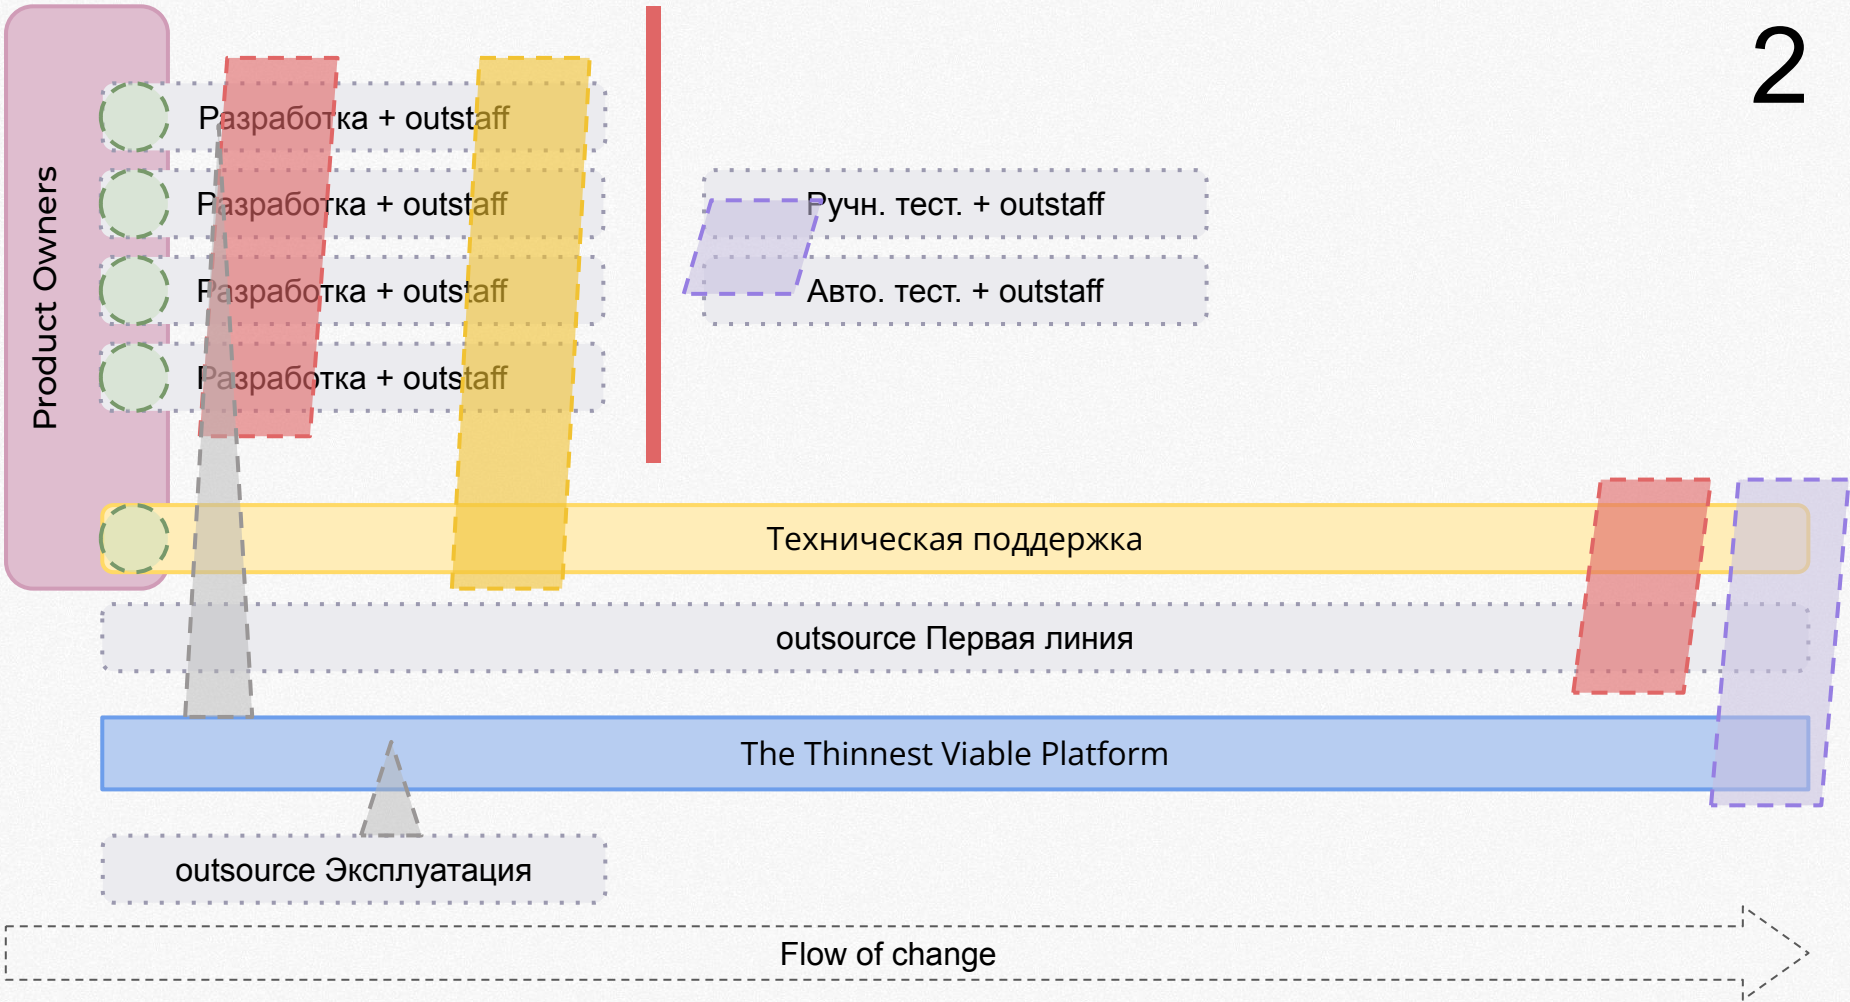 2
Product Owners
Разработка + outstaff
Разработка + outstaff
Разработка + outstaff
Разработка + outstaff
Ручн. тест. + outstaff
Авто. тест. + outstaff
Техническая поддержка
outsource Первая линия
The Thinnest Viable Platform
outsource Эксплуатация
Flow of change